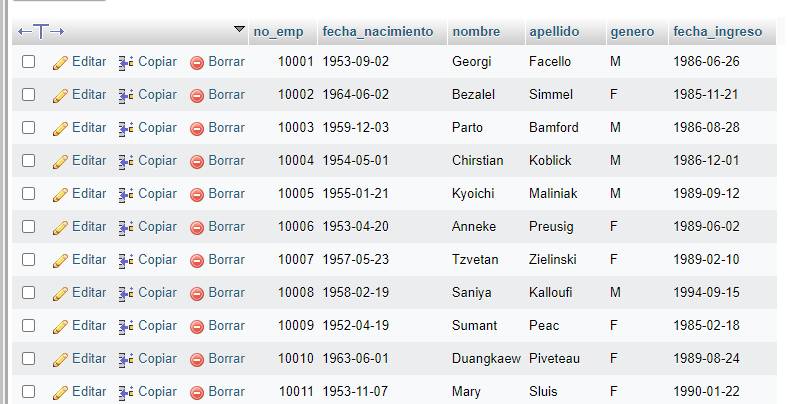 no_emp fecha_nacimiento nombre apellido genero fecha_ingreso
Editar Copiar Borrar 10001 1953-09-02 Georgi Facello M 1986-06-26
Editar Copiar Borrar 10002 1964-06-02 Bezalel Simmel F 1985-11-21
Editar Copiar Borrar 10003 1959-12-03 Parto Bamford M 1986-08-28
Editar Copiar Borrar 10004 1954-05-01 Chirstian Koblick M 1986-12-01
Editar Copiar Borrar 10005 1955-01-21 Kyoichi Maliniak M 1989-09-12
Editar Copiar Borrar 10006 1953-04-20 Anneke Preusig F 1989-06-02
Editar Copiar Borrar 10007 1957-05-23 Tzvetan Zielinski F 1989-02-10
Editar Copiar Borrar 10008 1958-02-19 Saniya Kalloufi M 1994-09-15
Editar Copiar Borrar 10009 1952-04-19 Sumant Peac F 1985-02-18
Editar Copiar Borrar 10010 1963-06-01 Duangkaew Piveteau F 1989-08-24
Editar Copiar Borrar 10011 1953-11-07 Mary Sluis F 1990-01-22